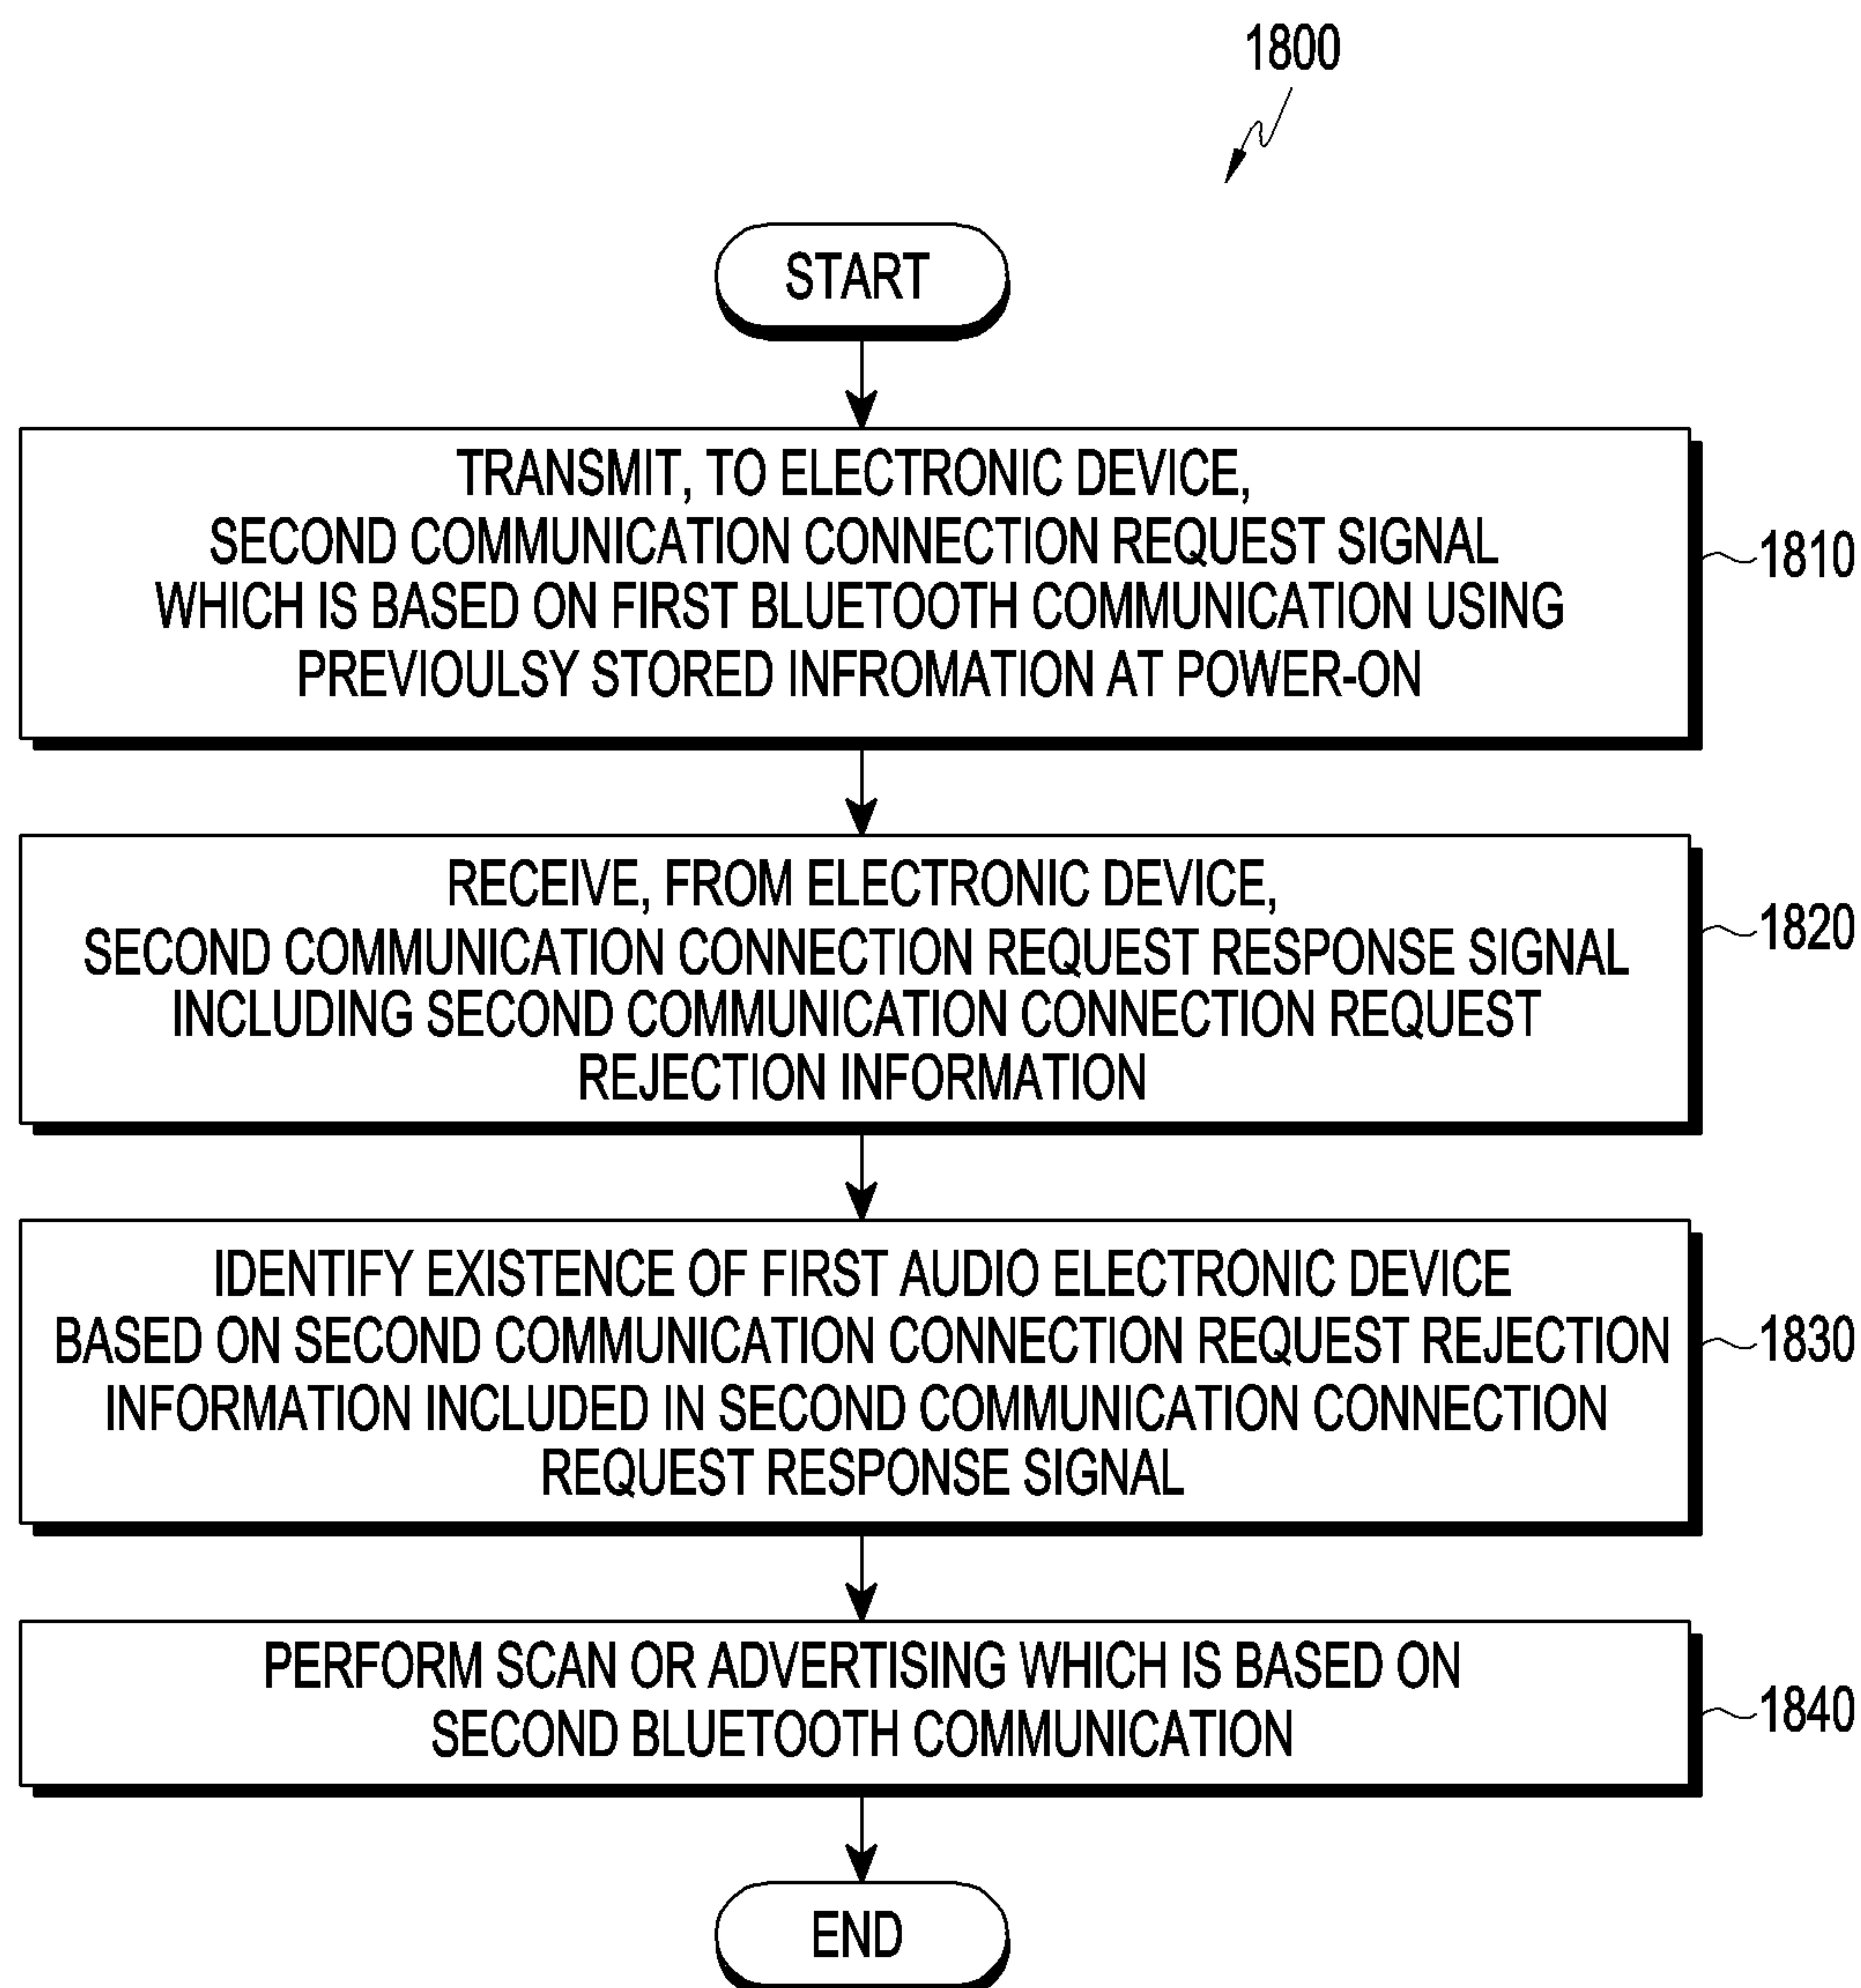 1800
START
TRANSMIT, TO ELECTRONIC DEVICE,
SECOND COMMUNICATION CONNECTION REQUEST SIGNAL
WHICH IS BASED ON FIRST BLUETOOTH COMMUNICATION USING
PREVIOULSY STORED INFROMATION AT POWER-ON
1810
RECEIVE, FROM ELECTRONIC DEVICE,
SECOND COMMUNICATION CONNECTION REQUEST RESPONSE SIGNAL
INCLUDING SECOND COMMUNICATION CONNECTION REQUEST
REJECTION INFORMATION
1820
IDENTIFY EXISTENCE OF FIRST AUDIO ELECTRONIC DEVICE
BASED ON SECOND COMMUNICATION CONNECTION REQUEST REJECTION
INFORMATION INCLUDED IN SECOND COMMUNICATION CONNECTION
REQUEST RESPONSE SIGNAL
1830
PERFORM SCAN OR ADVERTISING WHICH IS BASED ON
SECOND BLUETOOTH COMMUNICATION
1840
END